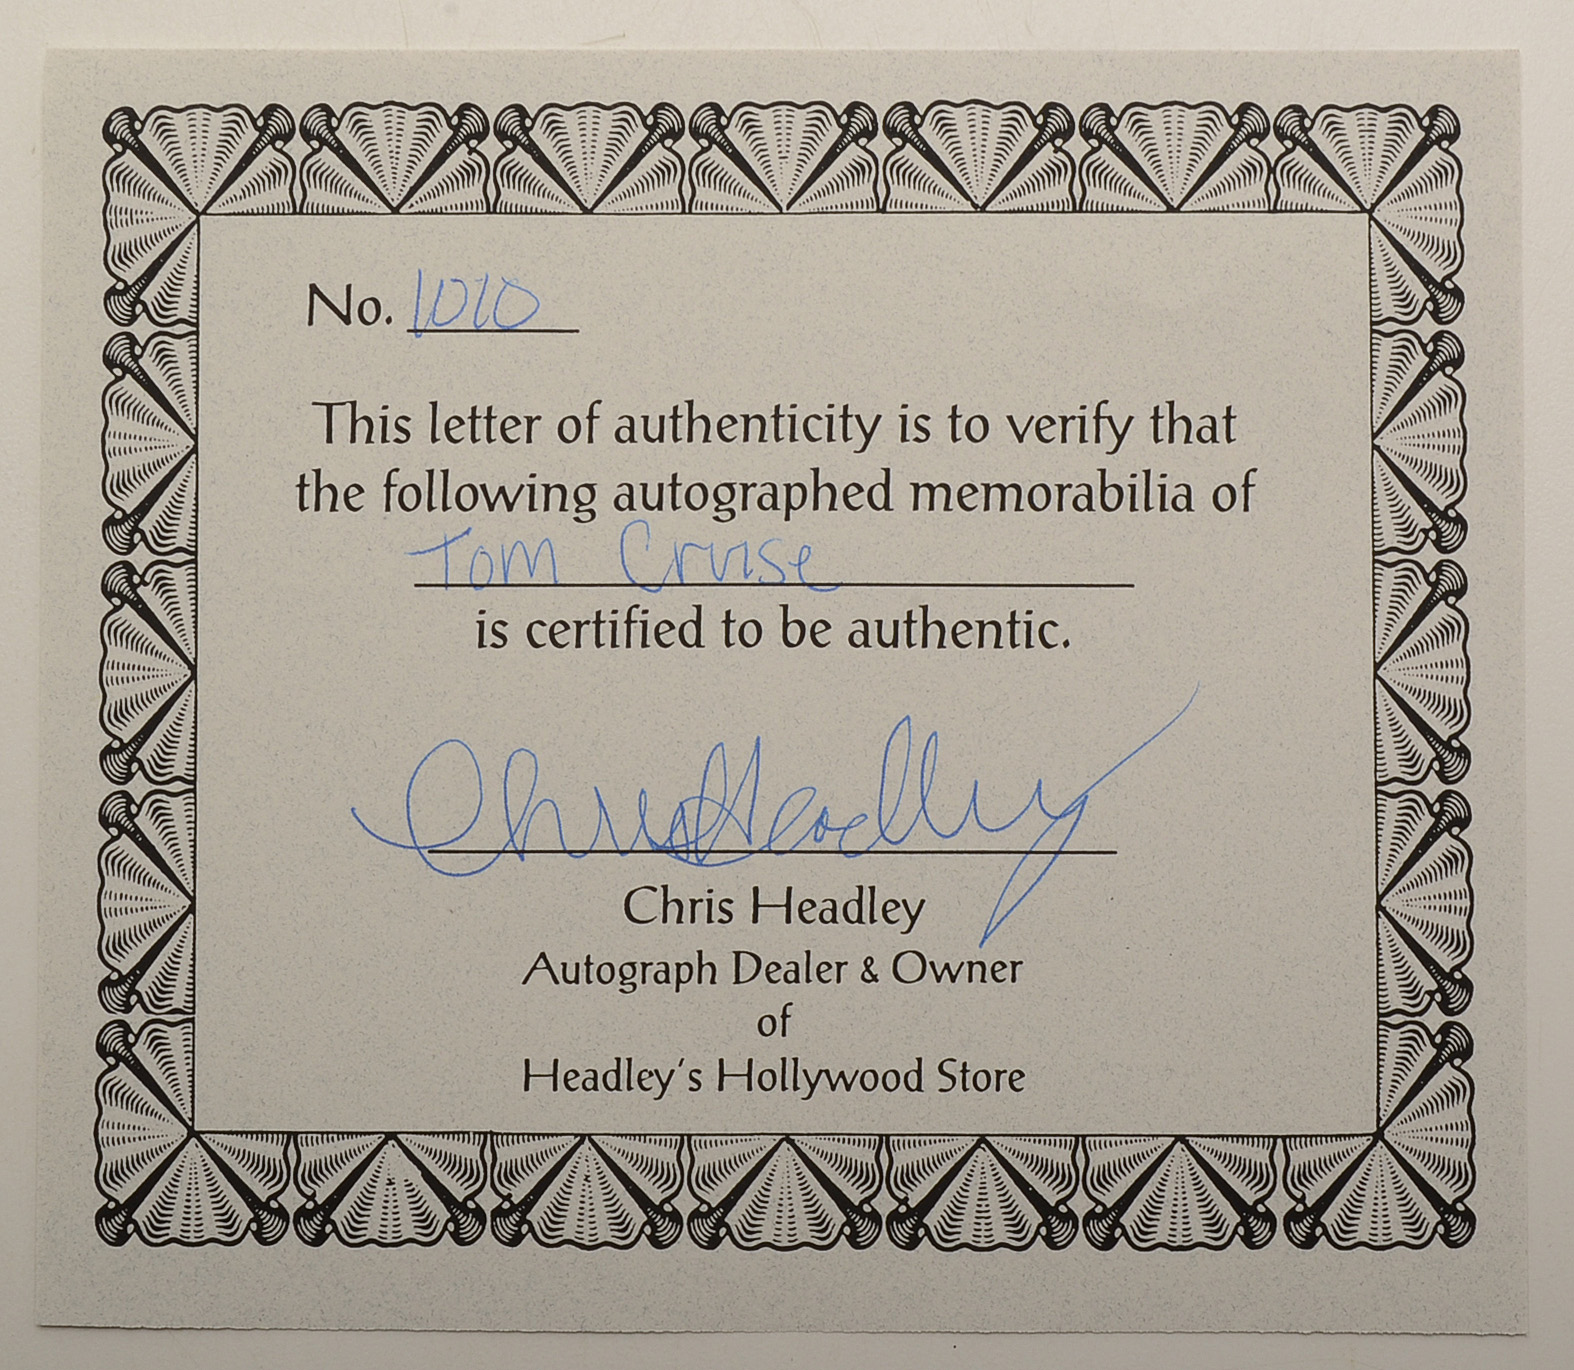 No. 1010
This letter of authenticity is to verify that
the following autographed memorabilia of
Tom Cruise
is certified to be authentic.
Chris Headley
Chris Headley
Autograph Dealer & Owner
of
Headley's Hollywood Store